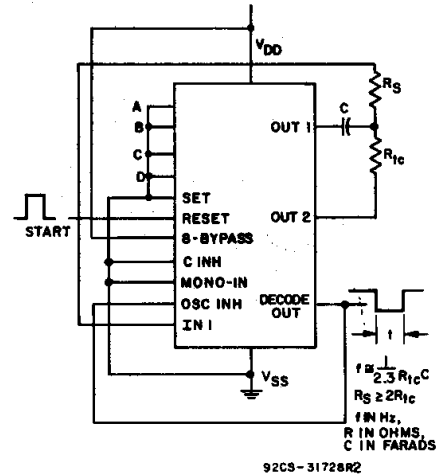 VDD
RS
A
B
C
D
SET
RESET
START
8-BYPASS
C INH
MONO-IN
OSC INH
IN 1
OUT 1
C
Rtc
OUT 2
DECODE
OUT
t
VSS
f ≅ 1
2.3 RtcC
RS ≥ 2Rtc
f IN Hz,
R IN OHMS,
C IN FARADS
92CS-31728R2